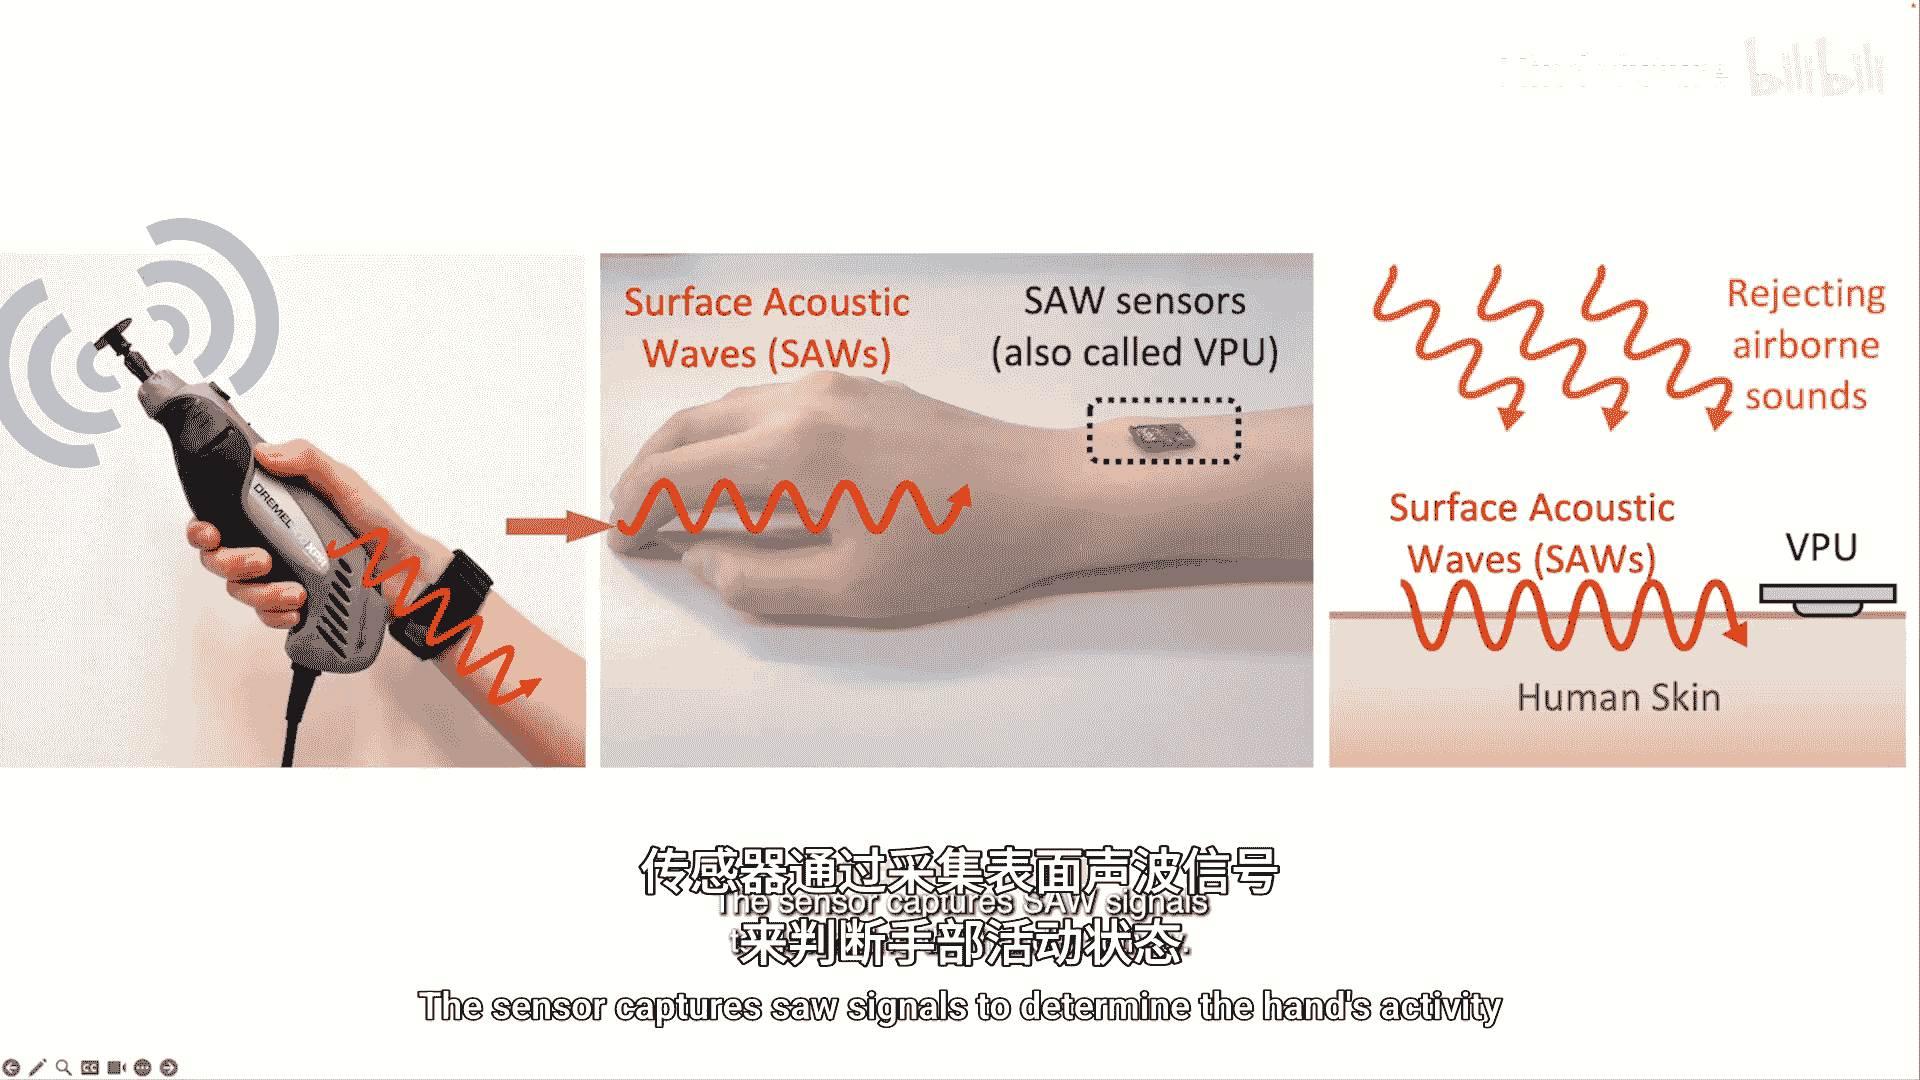 bilibili
DREMEL
Surface Acoustic
Waves (SAWs)
SAW sensors
(also called VPU)
Rejecting
airborne
sounds
Surface Acoustic
Waves (SAWs)
VPU
Human Skin
传感器通过采集表面声波信号
The sensor captures SAW signals
来判断手部活动状态
The sensor captures saw signals to determine the hand's activity
CC